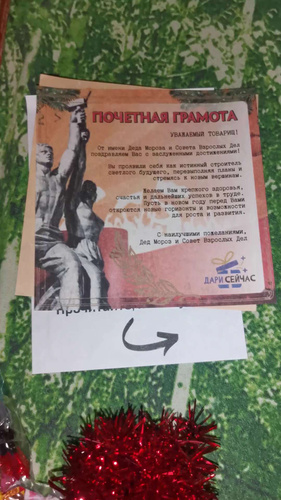 ПОЧЕТНАЯ ГРАМОТА
УВАЖАЕМЫЙ ТОВАРИЩ!
От имени Деда Мороза и Совета Взрослых Дел
поздравляем Вас с заслуженными достижениями!
Вы проявили себя как истинный строитель
светлого будущего, перевыполняя планы и
стремясь к новым вершинам.
Желаем Вам крепкого здоровья,
счастья и дальнейших успехов в труде.
Пусть в новом году перед Вами
откроются новые горизонты и возможности
для роста и развития.
С наилучшими пожеланиями,
Дед Мороз и Совет Взрослых Дел
ДАРИ СЕЙЧАС